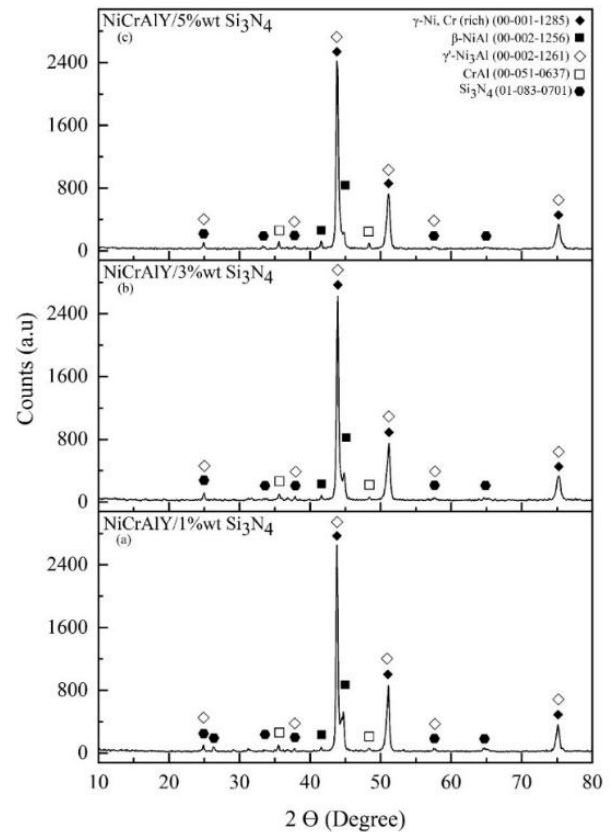 NiCrAlY/5%wt Si₃N₄
(c)
γ-Ni, Cr (rich) (00-001-1285) ◆
β-NiAl (00-002-1256) ■
γ'-Ni₃Al (00-002-1261) ◇
CrAl (00-051-0637) □
Si₃N₄ (01-083-0701) ⬣
2400
1600
800
0
NiCrAlY/3%wt Si₃N₄
(b)
2400
1600
800
0
NiCrAlY/1%wt Si₃N₄
(a)
2400
1600
800
0
Counts (a.u)
10 20 30 40 50 60 70 80
2 Θ (Degree)